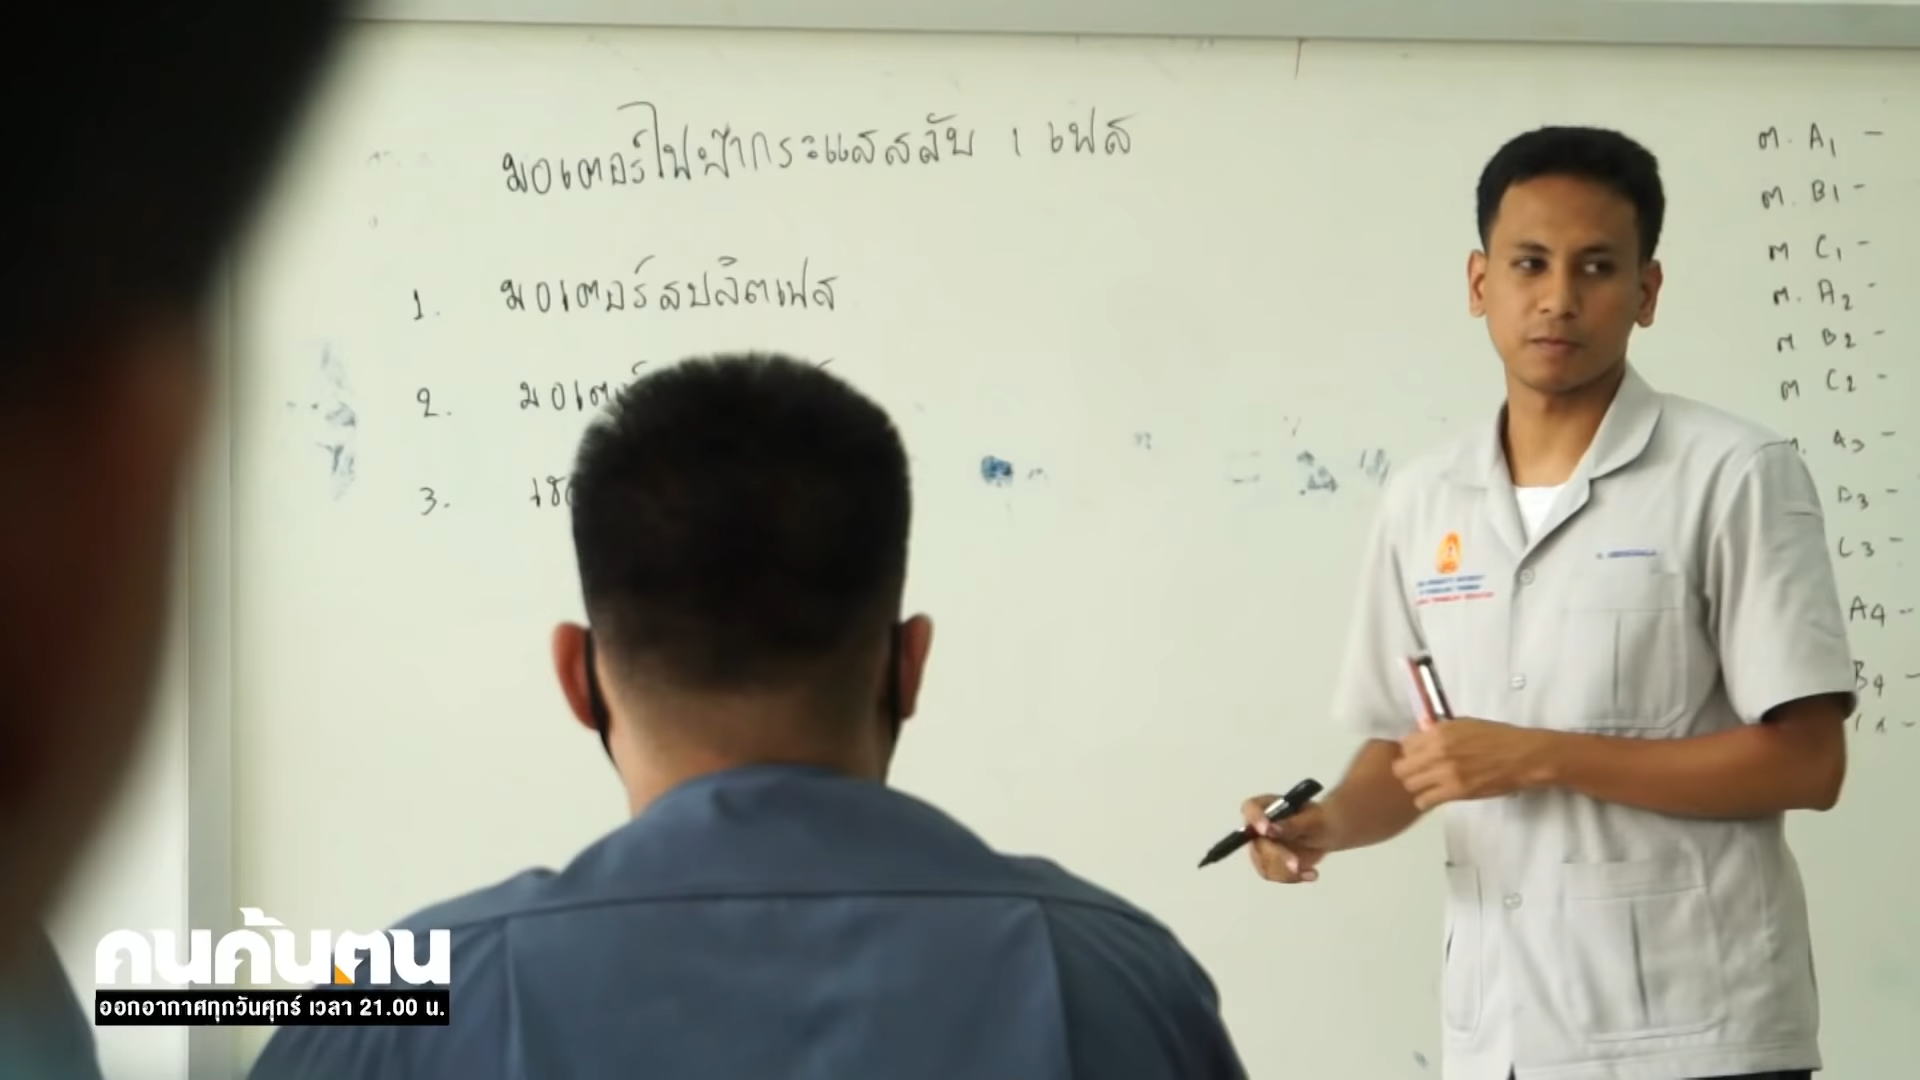 มอเตอร์ไฟฟ้ากระแสสลับ 1 เฟส
1. มอเตอร์สปลิตเฟส
2. มอเตอร์
3.
ต. A1 -
ต. B1 -
ต C1 -
ต. A2 -
ต B2 -
ต C2 -
A3 -
B3 -
C3 -
A4 -
B4 -
คนค้นฅน
ออกอากาศทุกวันศุกร์ เวลา 21.00 น.